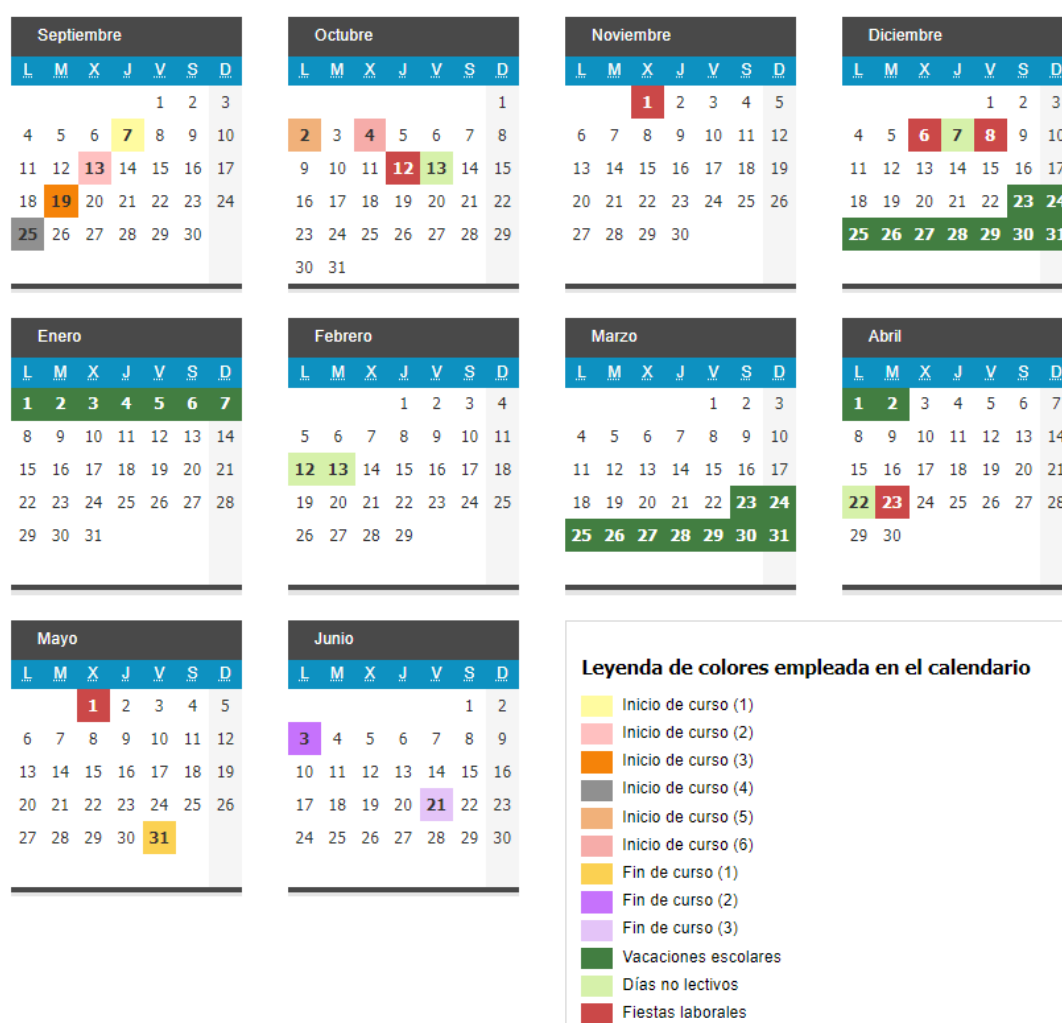 Septiembre
L M X J V S D
1 2 3
4 5 6 7 8 9 10
11 12 13 14 15 16 17
18 19 20 21 22 23 24
25 26 27 28 29 30
Octubre
L M X J V S D
1
2 3 4 5 6 7 8
9 10 11 12 13 14 15
16 17 18 19 20 21 22
23 24 25 26 27 28 29
30 31
Noviembre
L M X J V S D
1 2 3 4 5
6 7 8 9 10 11 12
13 14 15 16 17 18 19
20 21 22 23 24 25 26
27 28 29 30
Diciembre
L M X J V S D
1 2 3
4 5 6 7 8 9 10
11 12 13 14 15 16 17
18 19 20 21 22 23 24
25 26 27 28 29 30 31
Enero
L M X J V S D
1 2 3 4 5 6 7
8 9 10 11 12 13 14
15 16 17 18 19 20 21
22 23 24 25 26 27 28
29 30 31
Febrero
L M X J V S D
1 2 3 4
5 6 7 8 9 10 11
12 13 14 15 16 17 18
19 20 21 22 23 24 25
26 27 28 29
Marzo
L M X J V S D
1 2 3
4 5 6 7 8 9 10
11 12 13 14 15 16 17
18 19 20 21 22 23 24
25 26 27 28 29 30 31
Abril
L M X J V S D
1 2 3 4 5 6 7
8 9 10 11 12 13 14
15 16 17 18 19 20 21
22 23 24 25 26 27 28
29 30
Mayo
L M X J V S D
1 2 3 4 5
6 7 8 9 10 11 12
13 14 15 16 17 18 19
20 21 22 23 24 25 26
27 28 29 30 31
Junio
L M X J V S D
1 2
3 4 5 6 7 8 9
10 11 12 13 14 15 16
17 18 19 20 21 22 23
24 25 26 27 28 29 30
Leyenda de colores empleada en el calendario
Inicio de curso (1)
Inicio de curso (2)
Inicio de curso (3)
Inicio de curso (4)
Inicio de curso (5)
Inicio de curso (6)
Fin de curso (1)
Fin de curso (2)
Fin de curso (3)
Vacaciones escolares
Días no lectivos
Fiestas laborales